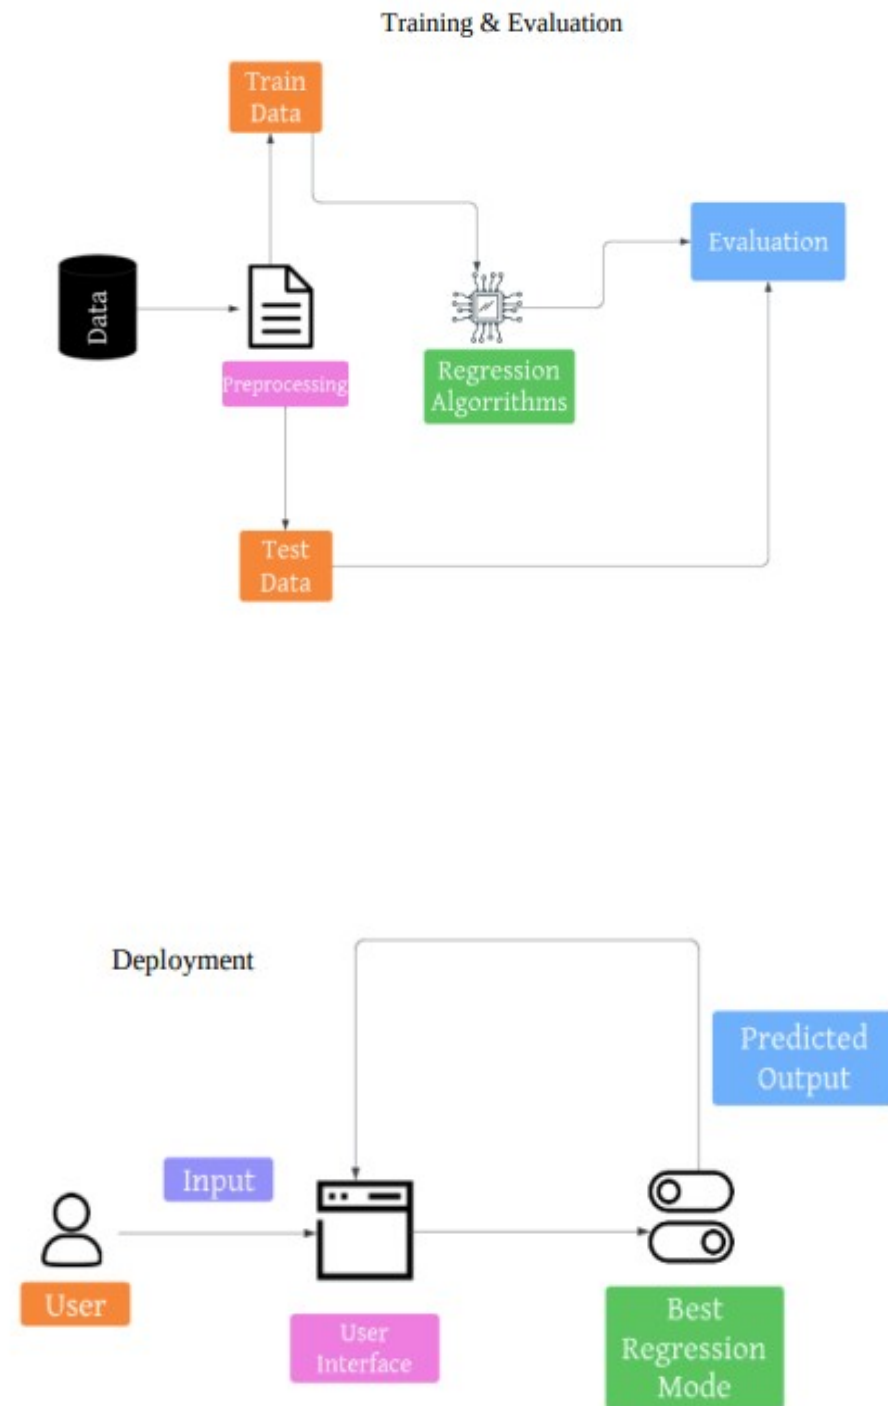 Training & Evaluation
Train
Data
Evaluation
Data
Regression
Algorrithms
Preprocessing
Test
Data
Deployment
Predicted
Output
Input
User
User
Interface
Best
Regression
Mode